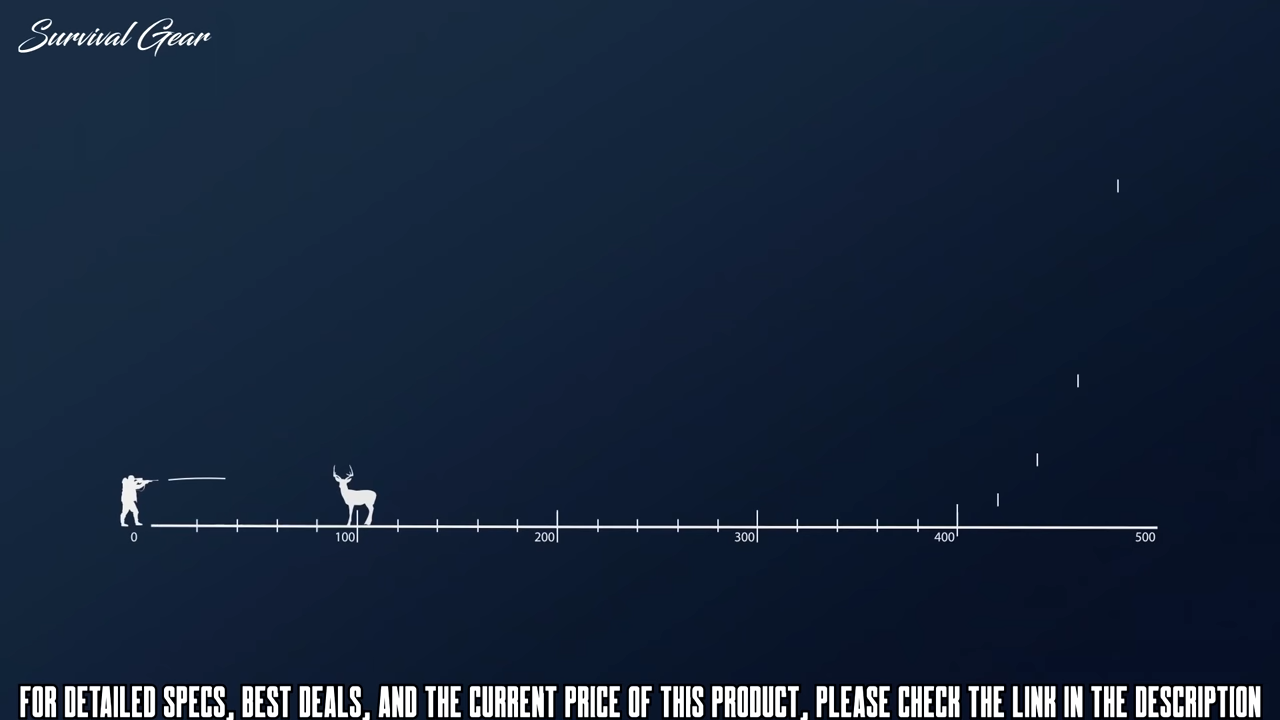 Survival Gear
0 100 200 300 400 500
FOR DETAILED SPECS, BEST DEALS, AND THE CURRENT PRICE OF THIS PRODUCT, PLEASE CHECK THE LINK IN THE DESCRIPTION